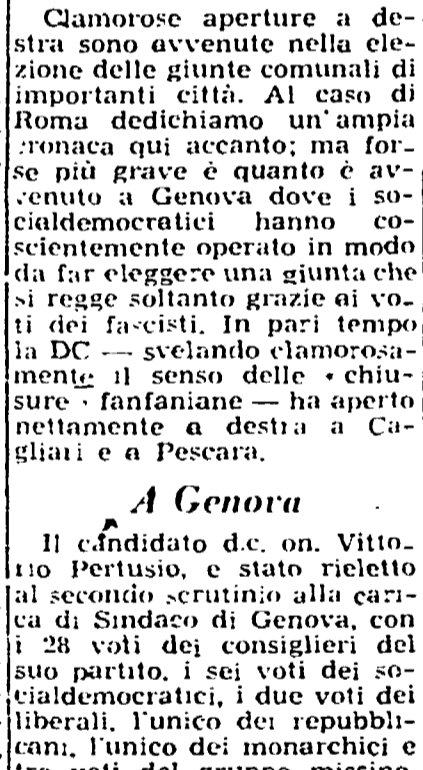 Clamorose aperture a de-
stra sono avvenute nella ele-
zione delle giunte comunali di
importanti città. Al caso di
Roma dedichiamo un'ampia
cronaca qui accanto; ma for-
se più grave è quanto è av-
venuto a Genova dove i so-
cialdemocratici hanno co-
scientemente operato in modo
da far eleggere una giunta che
si regge soltanto grazie ai vo-
ti dei fascisti. In pari tempo
la DC — svelando clamorosa-
mente il senso delle « chiu-
sure » fanfaniane — ha aperto
nettamente a destra a Ca-
gliari e a Pescara.
A Genova
Il candidato d.c. on. Vitto-
rio Pertusio, e stato rieletto
al secondo scrutinio alla cari-
ca di Sindaco di Genova, con
i 28 voti dei consiglieri del
suo partito, i sei voti dei so-
cialdemocratici, i due voti dei
liberali, l'unico dei repubbli-
cani, l'unico dei monarchici e
tre voti del gruppo missino,